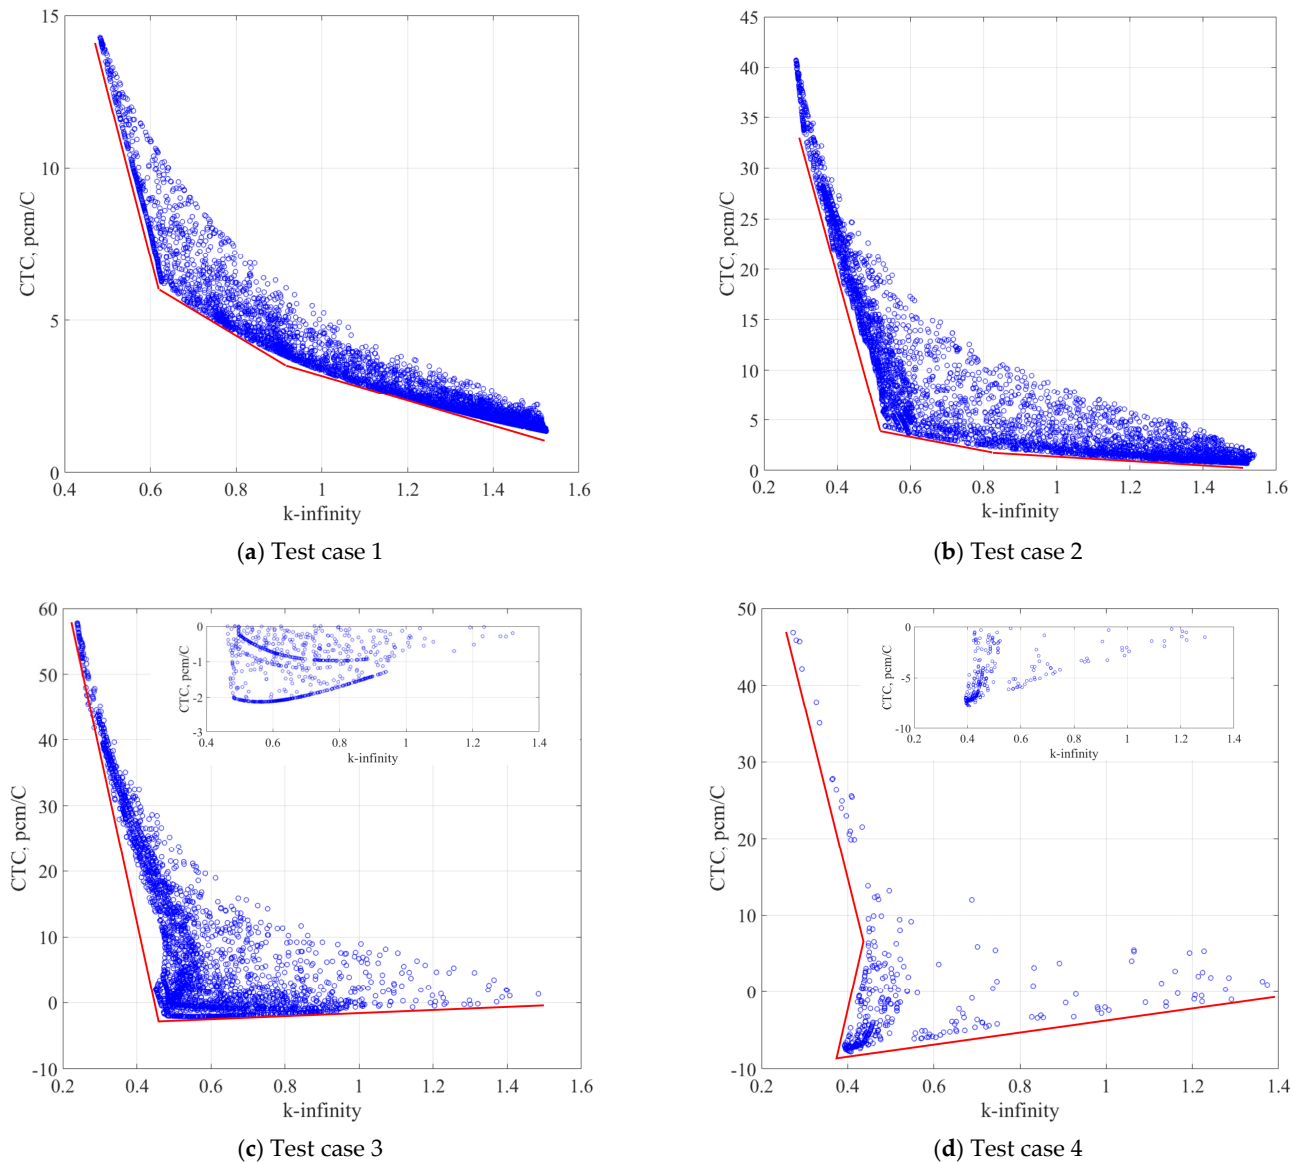 15
10
5
0
CTC, pcm/C
0.4 0.6 0.8 1 1.2 1.4 1.6
k-infinity
(a) Test case 1
45
40
35
30
25
20
15
10
5
0
CTC, pcm/C
0.2 0.4 0.6 0.8 1 1.2 1.4 1.6
k-infinity
(b) Test case 2
60
50
40
30
20
10
0
-10
CTC, pcm/C
0
-1
-2
-3
CTC, pcm/C
0.4 0.6 0.8 1 1.2 1.4
k-infinity
0.2 0.4 0.6 0.8 1 1.2 1.4 1.6
k-infinity
(c) Test case 3
50
40
30
20
10
0
-10
CTC, pcm/C
0
-5
-10
CTC, pcm/C
0.2 0.4 0.6 0.8 1 1.2 1.4
k-infinity
0.2 0.4 0.6 0.8 1 1.2 1.4
k-infinity
(d) Test case 4